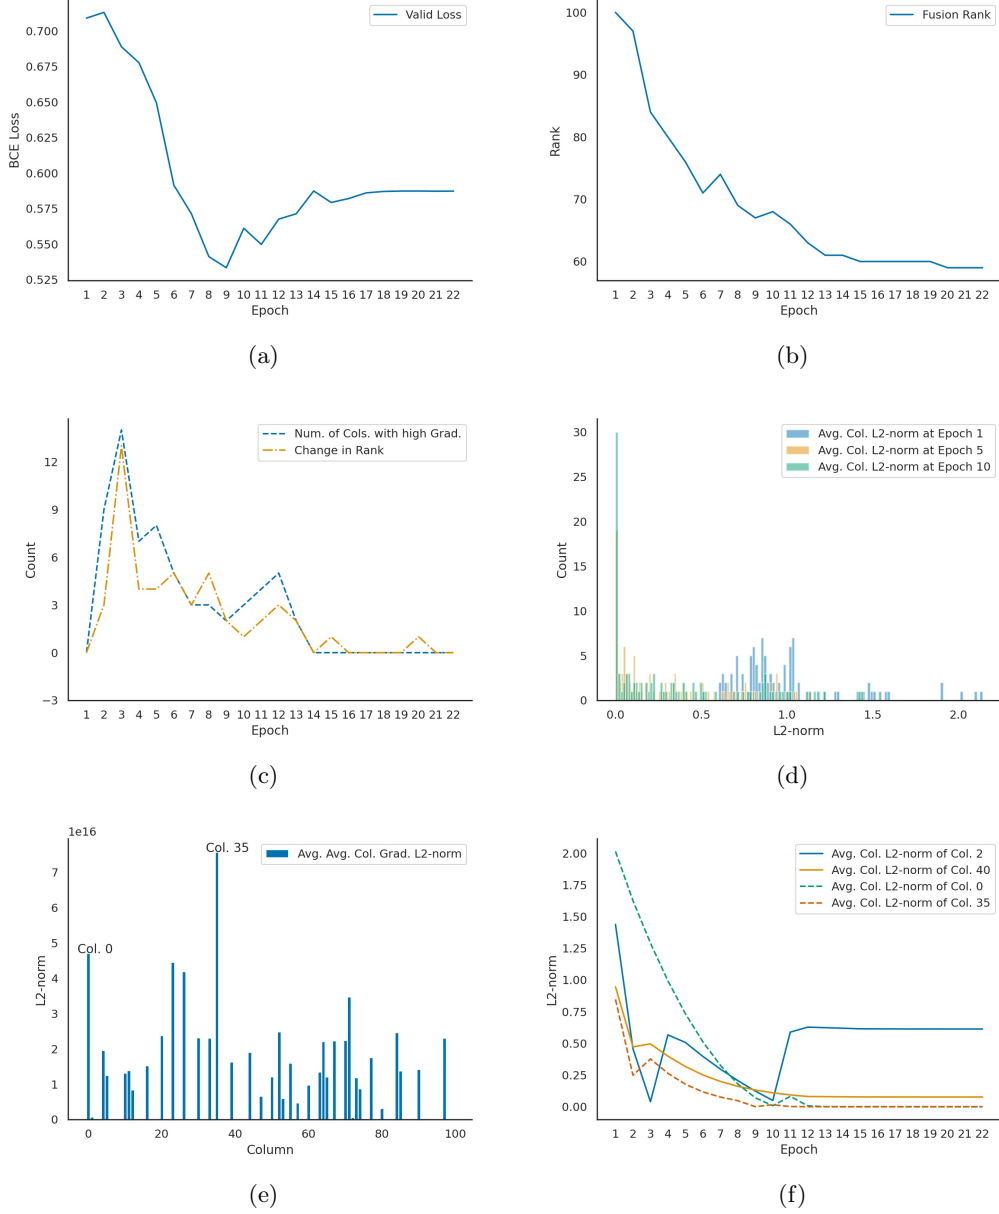 Valid Loss
0.700
0.675
0.650
0.625
0.600
0.575
0.550
0.525
BCE Loss
1 2 3 4 5 6 7 8 9 10 11 12 13 14 15 16 17 18 19 20 21 22
Epoch
(a)
Fusion Rank
100
90
80
70
60
Rank
1 2 3 4 5 6 7 8 9 10 11 12 13 14 15 16 17 18 19 20 21 22
Epoch
(b)
Num. of Cols. with high Grad.
Change in Rank
12
9
6
3
0
−3
Count
1 2 3 4 5 6 7 8 9 10 11 12 13 14 15 16 17 18 19 20 21 22
Epoch
(c)
Avg. Col. L2-norm at Epoch 1
Avg. Col. L2-norm at Epoch 5
Avg. Col. L2-norm at Epoch 10
30
25
20
15
10
5
0
Count
0.0 0.5 1.0 1.5 2.0
L2-norm
(d)
1e16
Col. 35
Avg. Avg. Col. Grad. L2-norm
Col. 0
7
6
5
4
3
2
1
0
L2-norm
0 20 40 60 80 100
Column
(e)
Avg. Col. L2-norm of Col. 2
Avg. Col. L2-norm of Col. 40
Avg. Col. L2-norm of Col. 0
Avg. Col. L2-norm of Col. 35
2.00
1.75
1.50
1.25
1.00
0.75
0.50
0.25
0.00
L2-norm
1 2 3 4 5 6 7 8 9 10 11 12 13 14 15 16 17 18 19 20 21 22
Epoch
(f)